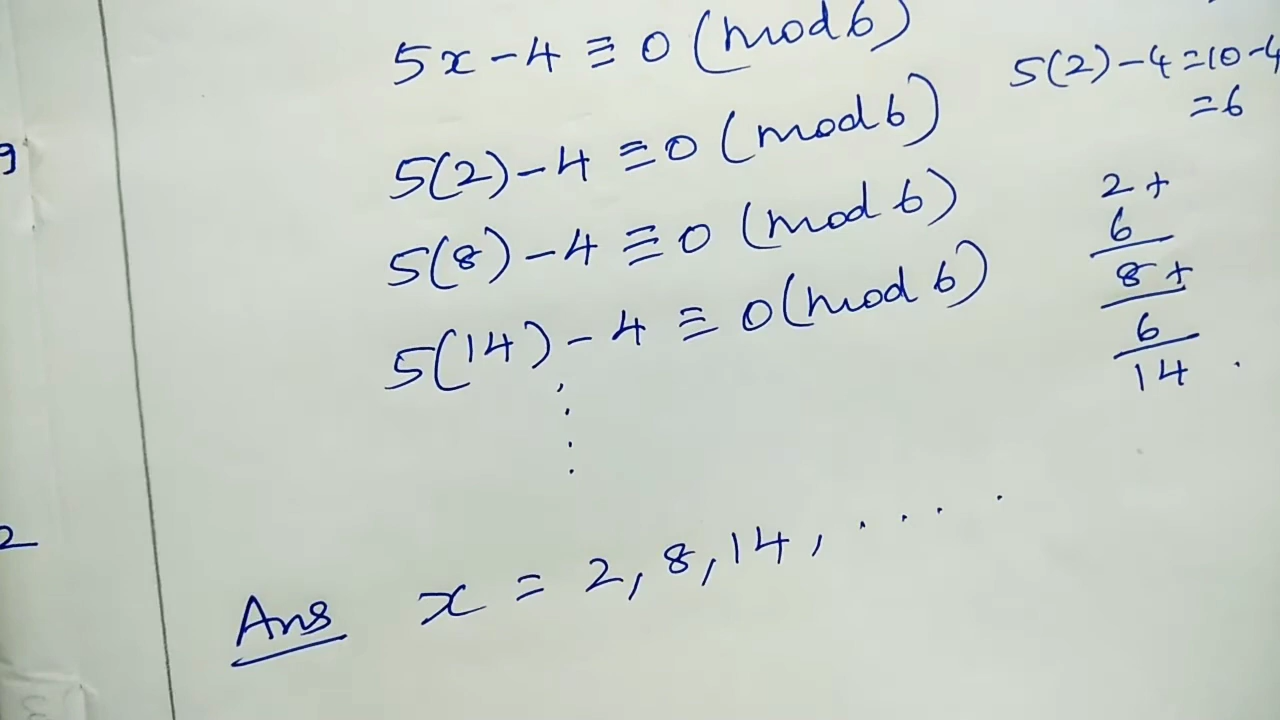 5x - 4 ≡ 0 (mod 6)
5(2) - 4 = 10 - 4
= 6
5(2) - 4 ≡ 0 (mod 6)
5(8) - 4 ≡ 0 (mod 6)
5(14) - 4 ≡ 0 (mod 6)
2 +
6
8 +
6
14
9
2
Ans x = 2, 8, 14, . . . .